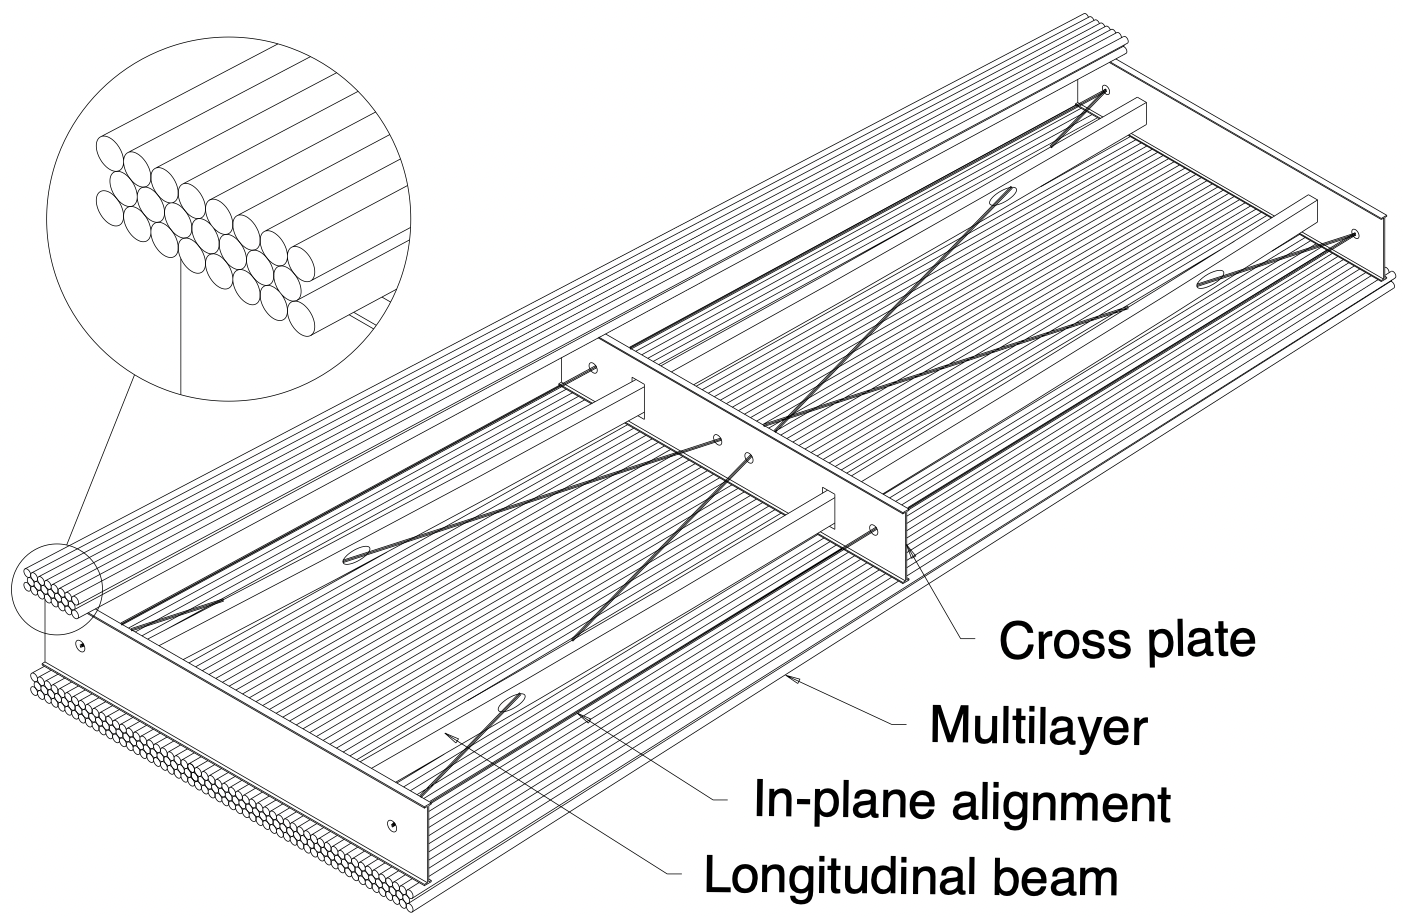 Cross plate
Multilayer
In-plane alignment
Longitudinal beam